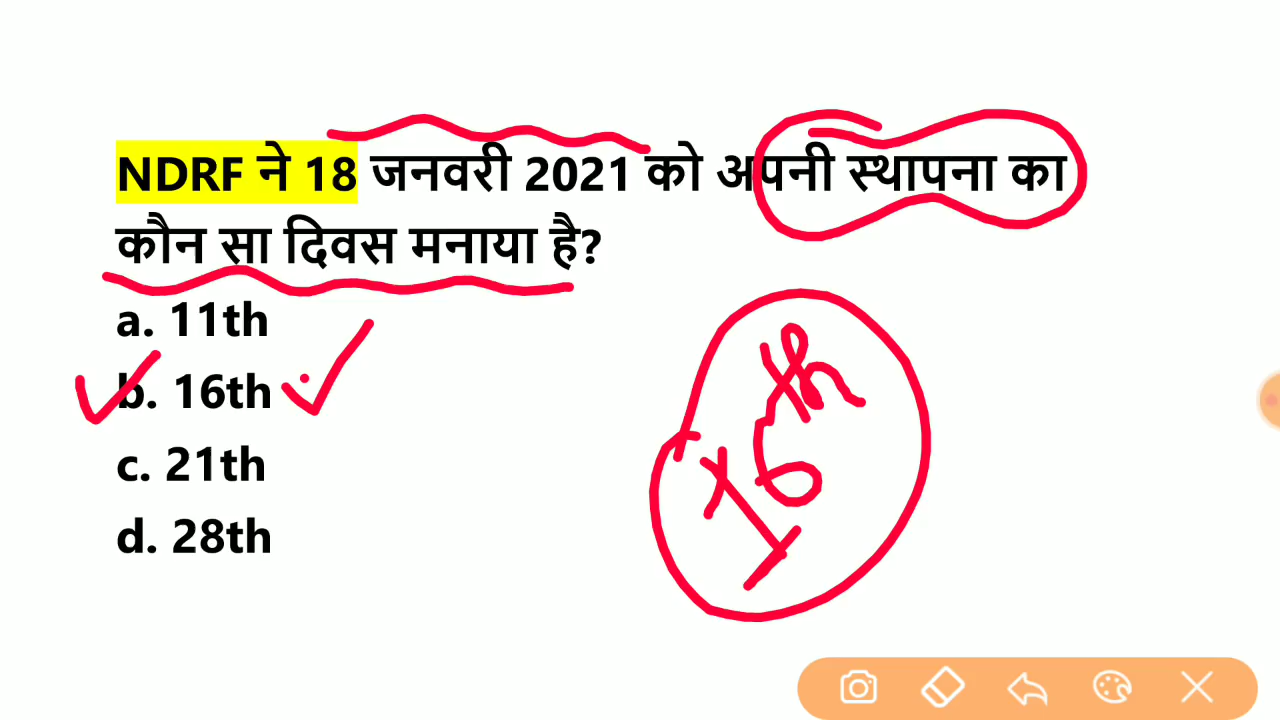 NDRF ने 18 जनवरी 2021 को अपनी स्थापना का
कौन सा दिवस मनाया है?
a. 11th
b. 16th
c. 21th
d. 28th
16th